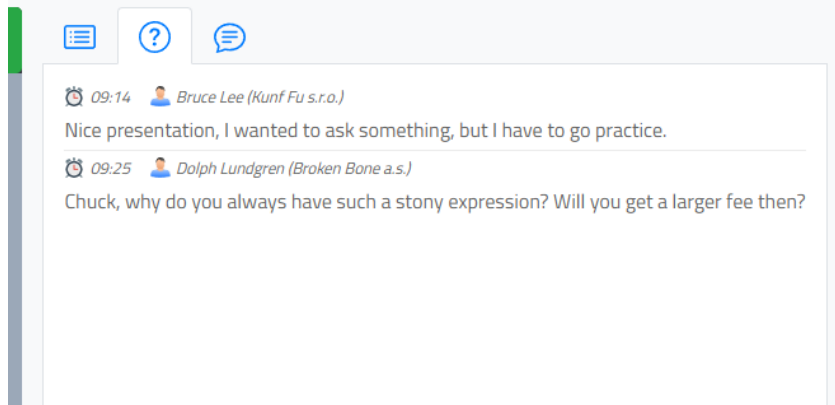 09:14 Bruce Lee (Kunf Fu s.r.o.)
Nice presentation, I wanted to ask something, but I have to go practice.
09:25 Dolph Lundgren (Broken Bone a.s.)
Chuck, why do you always have such a stony expression? Will you get a larger fee then?